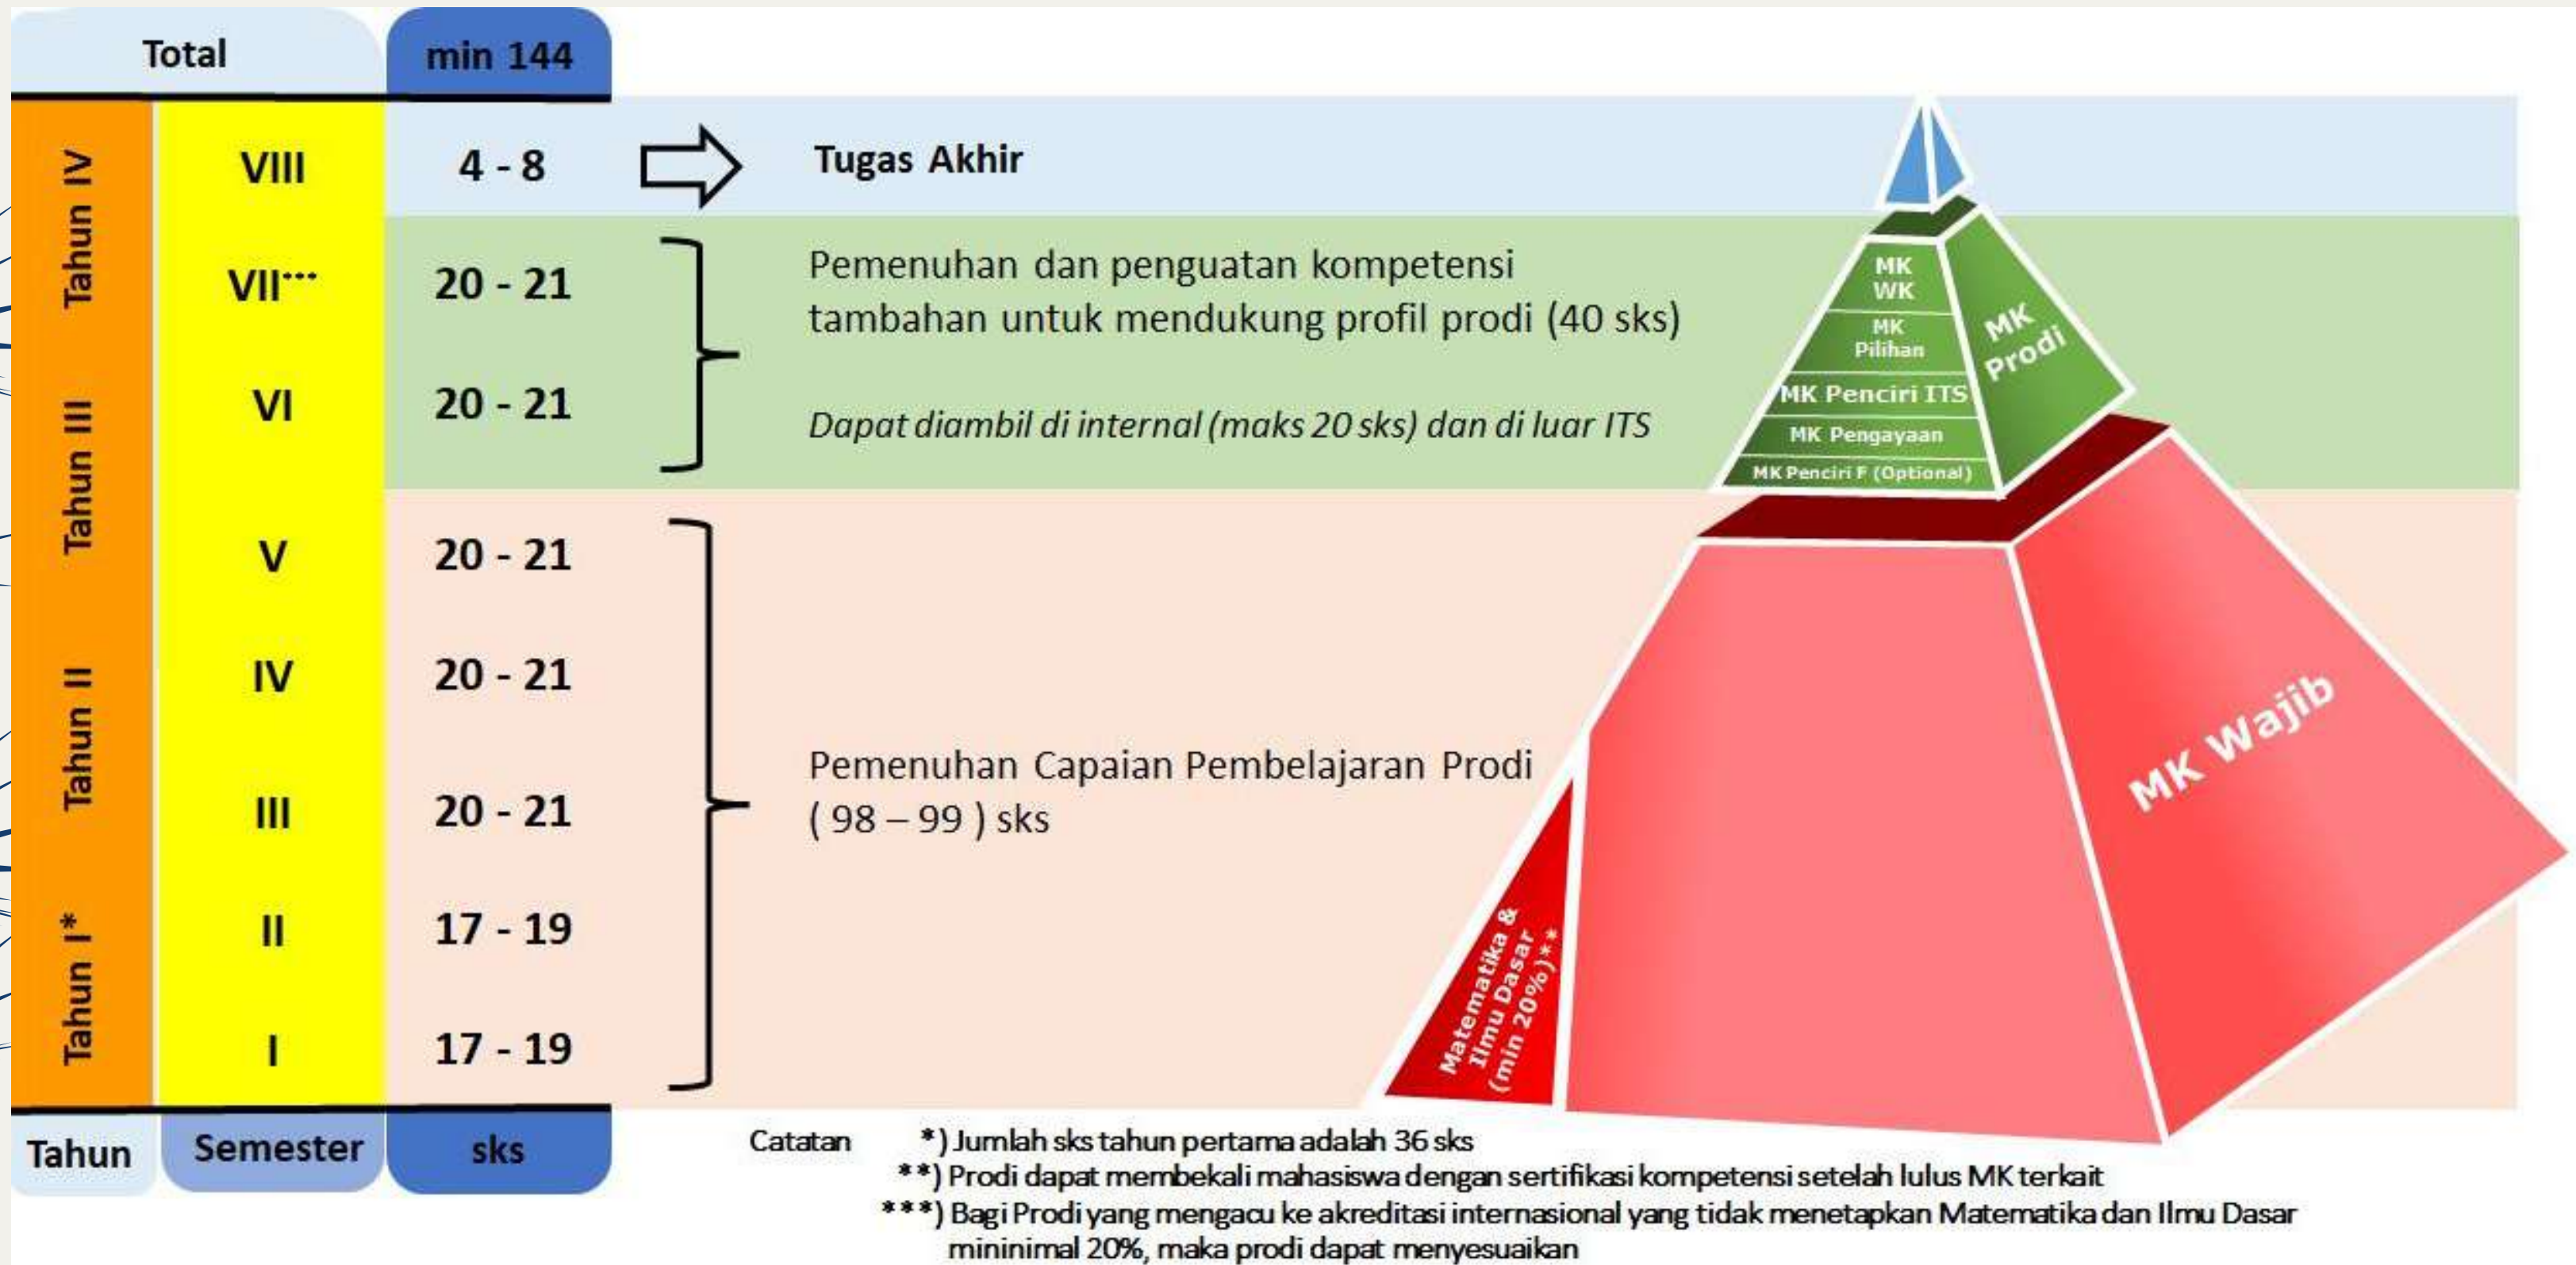 Total min 144
Tahun IV
VIII 4 - 8 Tugas Akhir
VII*** 20 - 21
Pemenuhan dan penguatan kompetensi
tambahan untuk mendukung profil prodi (40 sks)
Tahun III
VI 20 - 21
Dapat diambil di internal (maks 20 sks) dan di luar ITS
V 20 - 21
Tahun II
IV 20 - 21
III 20 - 21
Pemenuhan Capaian Pembelajaran Prodi
( 98 – 99 ) sks
Tahun I*
II 17 - 19
I 17 - 19
Tahun Semester sks
MK
WK
MK
Pilihan
MK Penciri ITS
MK Pengayaan
MK Penciri F (Optional)
MK
Prodi
MK Wajib
Matematika &
Ilmu Dasar
(min 20%)**
Catatan *) Jumlah sks tahun pertama adalah 36 sks
**) Prodi dapat membekali mahasiswa dengan sertifikasi kompetensi setelah lulus MK terkait
***) Bagi Prodi yang mengacu ke akreditasi internasional yang tidak menetapkan Matematika dan Ilmu Dasar
mininimal 20%, maka prodi dapat menyesuaikan